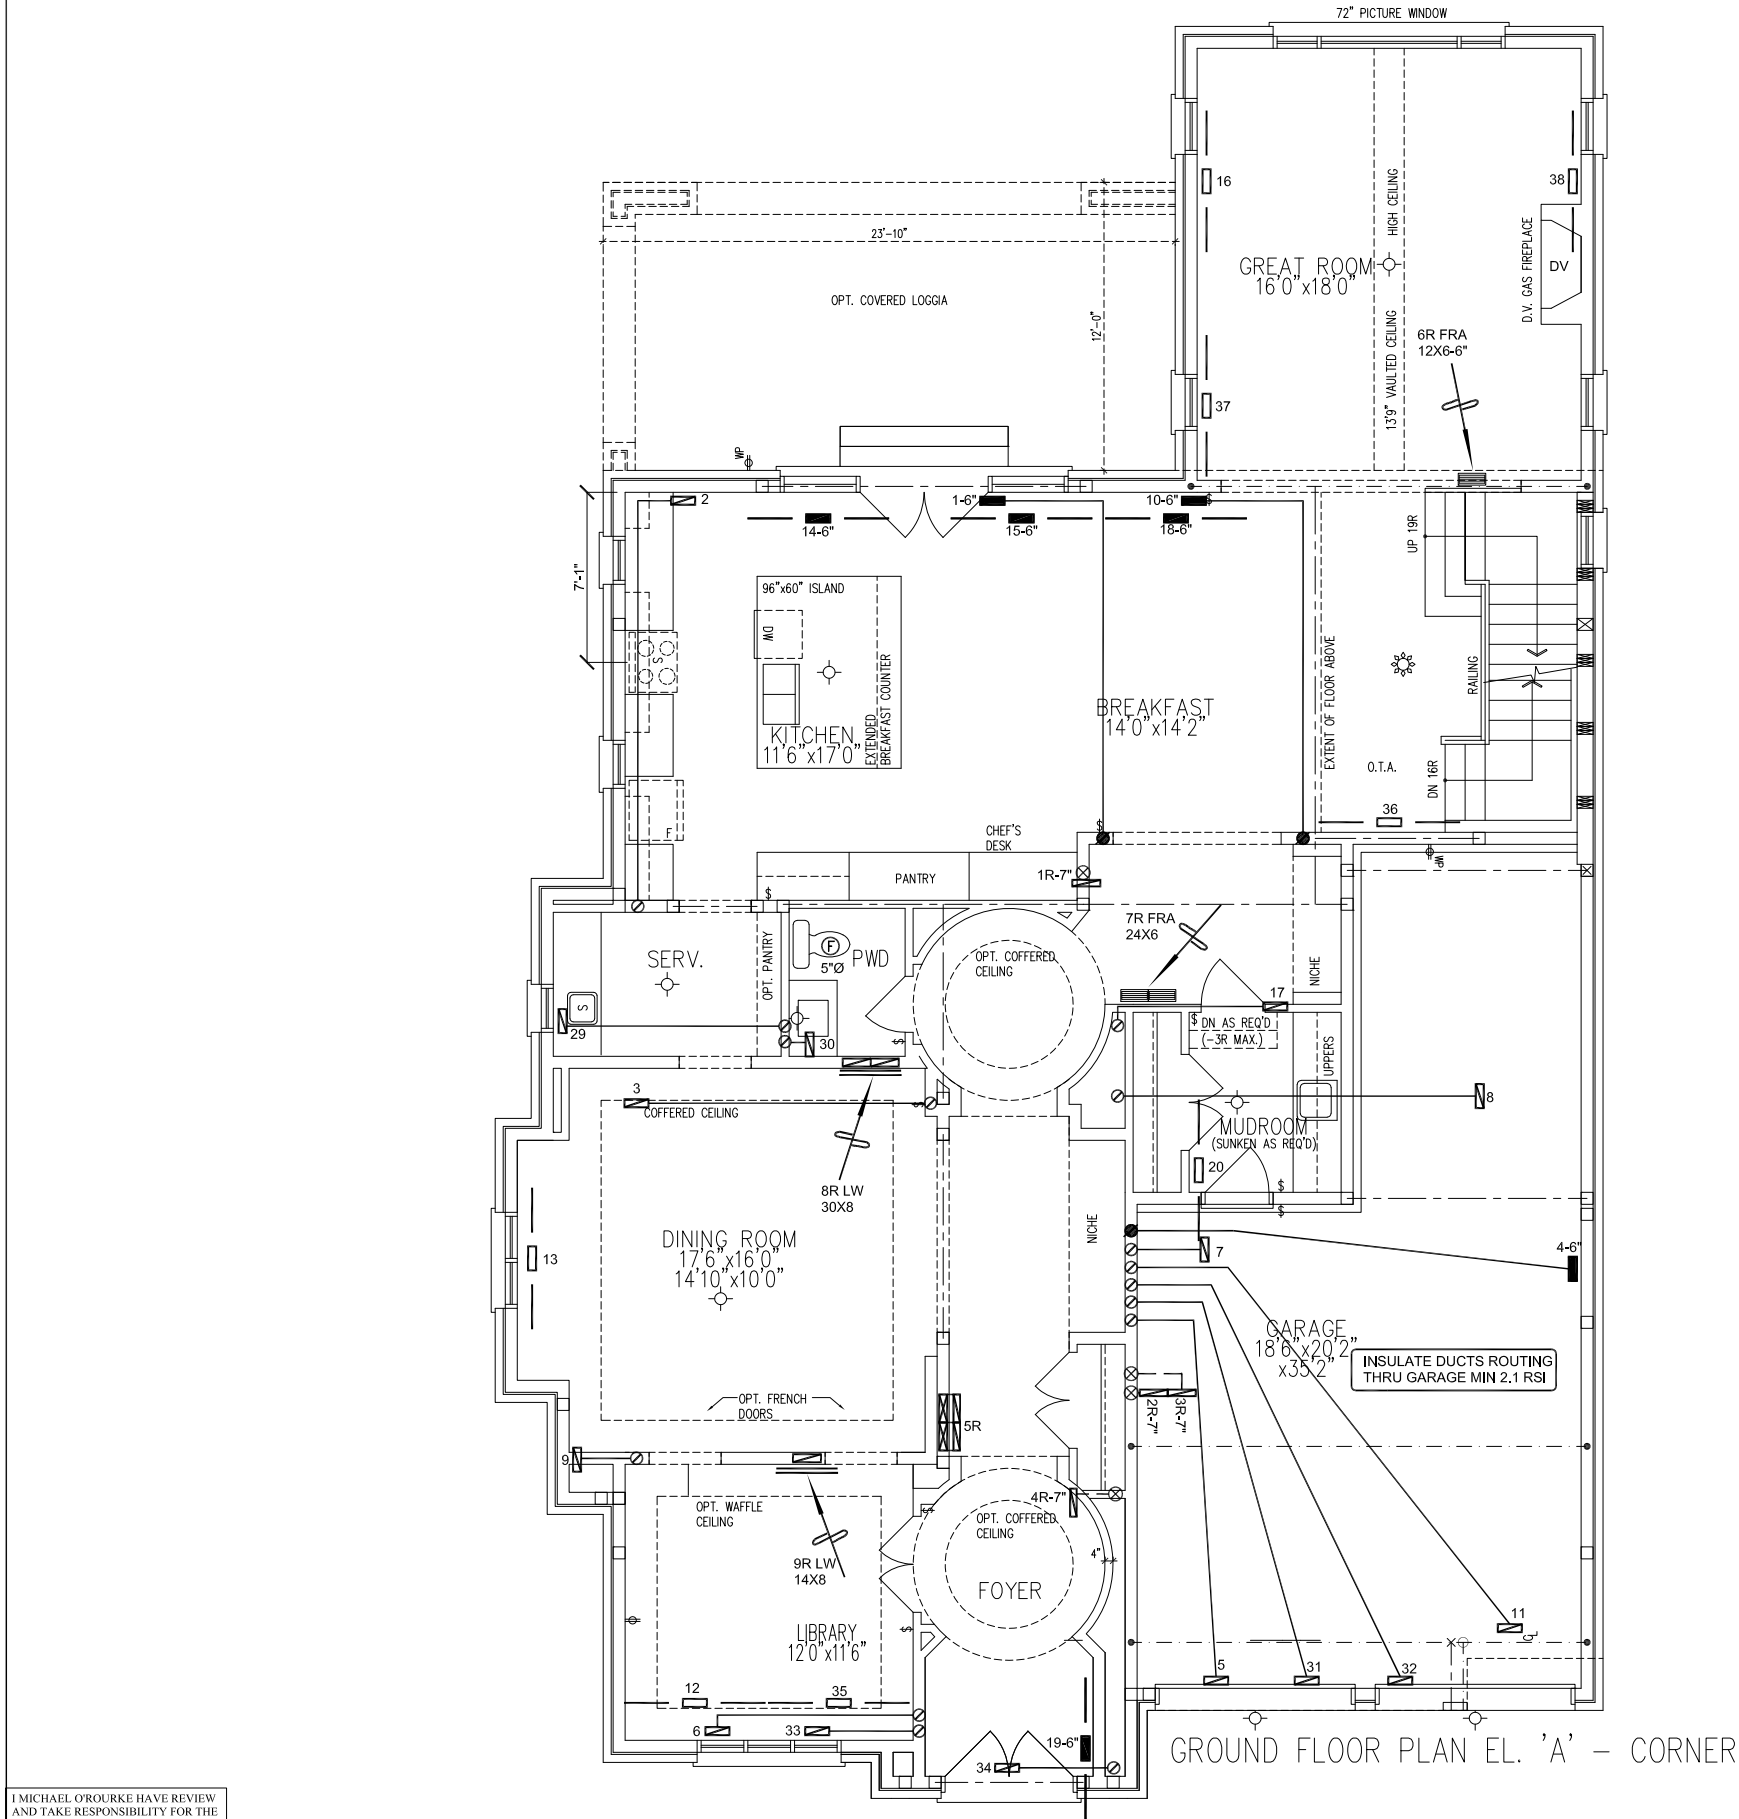 72" PICTURE WINDOW
16
38
HIGH CEILING
23'-10"
GREAT ROOM
16'0"x18'0"
D.V. GAS FIREPLACE
DV
OPT. COVERED LOGGIA
12'-0"
13'9" VAULTED CEILING
6R FRA
12X6-6"
37
WP
2
1-6"
10-6"
$
14-6"
15-6"
18-6"
UP 19R
7'-1"
96"x60" ISLAND
DW
S
EXTENDED
BREAKFAST COUNTER
KITCHEN
11'6"x17'0"
BREAKFAST
14'0"x14'2"
EXTENT OF FLOOR ABOVE
RAILING
O.T.A.
DN 16R
36
F
CHEF'S
DESK
$
WP
PANTRY
1R-7"
$
7R FRA
24X6
SERV.
OPT. PANTRY
F
5"Ø
PWD
OPT. COFFERED
CEILING
NICHE
17
S
29
30
$
$ DN AS REQ'D
(-3R MAX.)
UPPERS
3
COFFERED CEILING
$
8
MUDROOM
(SUNKEN AS REQ'D)
20
8R LW
30X8
$
$
NICHE
DINING ROOM
17'6"x16'0"
14'10"x10'0"
13
7
4-6"
GARAGE
18'6"x20'2"
x35'2"
INSULATE DUCTS ROUTING
THRU GARAGE MIN 2.1 RSI
OPT. FRENCH
DOORS
5R
2R-7"
3R-7"
9
OPT. WAFFLE
CEILING
$
4R-7"
OPT. COFFERED
CEILING
4"
9R LW
14X8
FOYER
LIBRARY
12'0"x11'6"
$
11
GL
12
35
5
31
32
6
33
19-6"
34
GROUND FLOOR PLAN EL. 'A' - CORNER
I MICHAEL O'ROURKE HAVE REVIEW
AND TAKE RESPONSIBILITY FOR THE